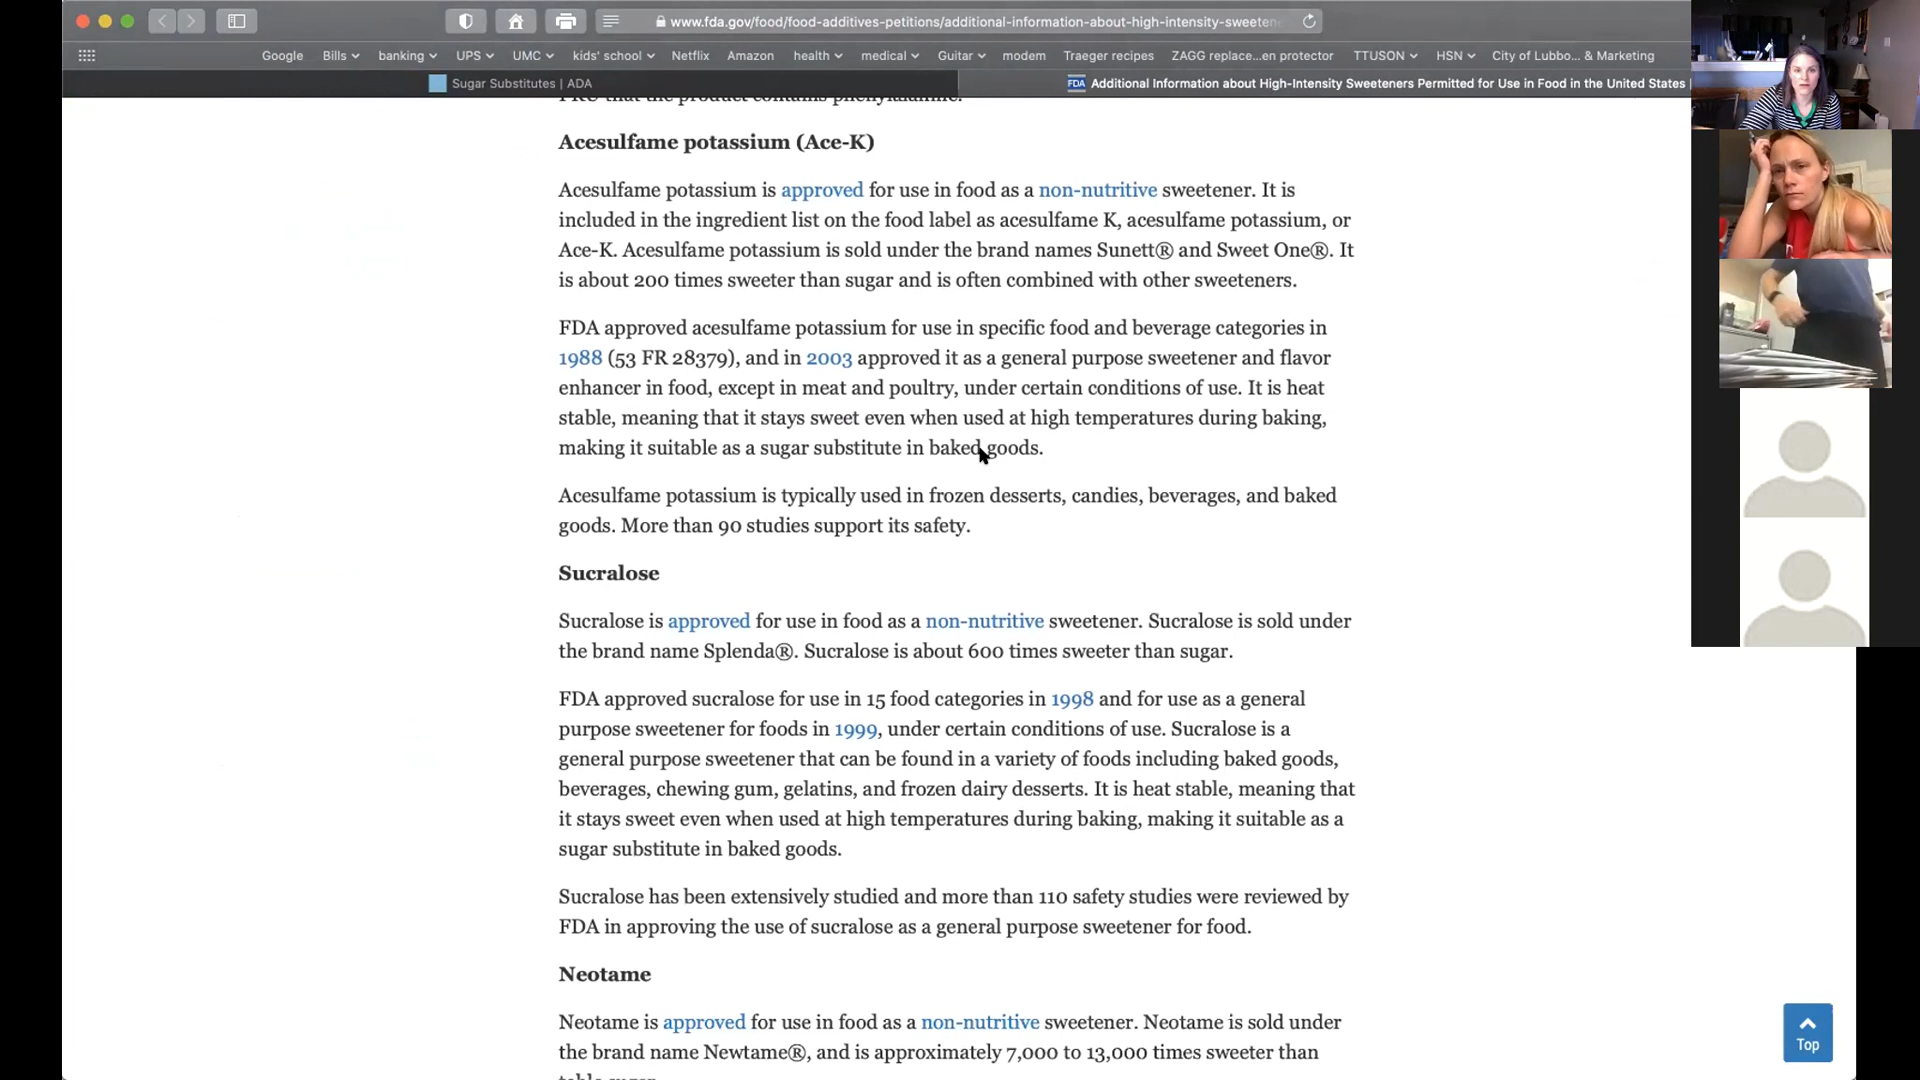 www.fda.gov/food/food-additives-petitions/additional-information-about-high-intensity-sweetene
Google Bills banking UPS UMC kids' school Netflix Amazon health medical Guitar modem Traeger recipes ZAGG replace...en protector TTUSON HSN City of Lubbo... & Marketing
Sugar Substitutes | ADA
FDA Additional Information about High-Intensity Sweeteners Permitted for Use in Food in the United States |
PKU that the product contains phenylalanine.
Acesulfame potassium (Ace-K)
Acesulfame potassium is approved for use in food as a non-nutritive sweetener. It is
included in the ingredient list on the food label as acesulfame K, acesulfame potassium, or
Ace-K. Acesulfame potassium is sold under the brand names Sunett® and Sweet One®. It
is about 200 times sweeter than sugar and is often combined with other sweeteners.
FDA approved acesulfame potassium for use in specific food and beverage categories in
1988 (53 FR 28379), and in 2003 approved it as a general purpose sweetener and flavor
enhancer in food, except in meat and poultry, under certain conditions of use. It is heat
stable, meaning that it stays sweet even when used at high temperatures during baking,
making it suitable as a sugar substitute in baked goods.
Acesulfame potassium is typically used in frozen desserts, candies, beverages, and baked
goods. More than 90 studies support its safety.
Sucralose
Sucralose is approved for use in food as a non-nutritive sweetener. Sucralose is sold under
the brand name Splenda®. Sucralose is about 600 times sweeter than sugar.
FDA approved sucralose for use in 15 food categories in 1998 and for use as a general
purpose sweetener for foods in 1999, under certain conditions of use. Sucralose is a
general purpose sweetener that can be found in a variety of foods including baked goods,
beverages, chewing gum, gelatins, and frozen dairy desserts. It is heat stable, meaning that
it stays sweet even when used at high temperatures during baking, making it suitable as a
sugar substitute in baked goods.
Sucralose has been extensively studied and more than 110 safety studies were reviewed by
FDA in approving the use of sucralose as a general purpose sweetener for food.
Neotame
Neotame is approved for use in food as a non-nutritive sweetener. Neotame is sold under
the brand name Newtame®, and is approximately 7,000 to 13,000 times sweeter than
table sugar.
Top